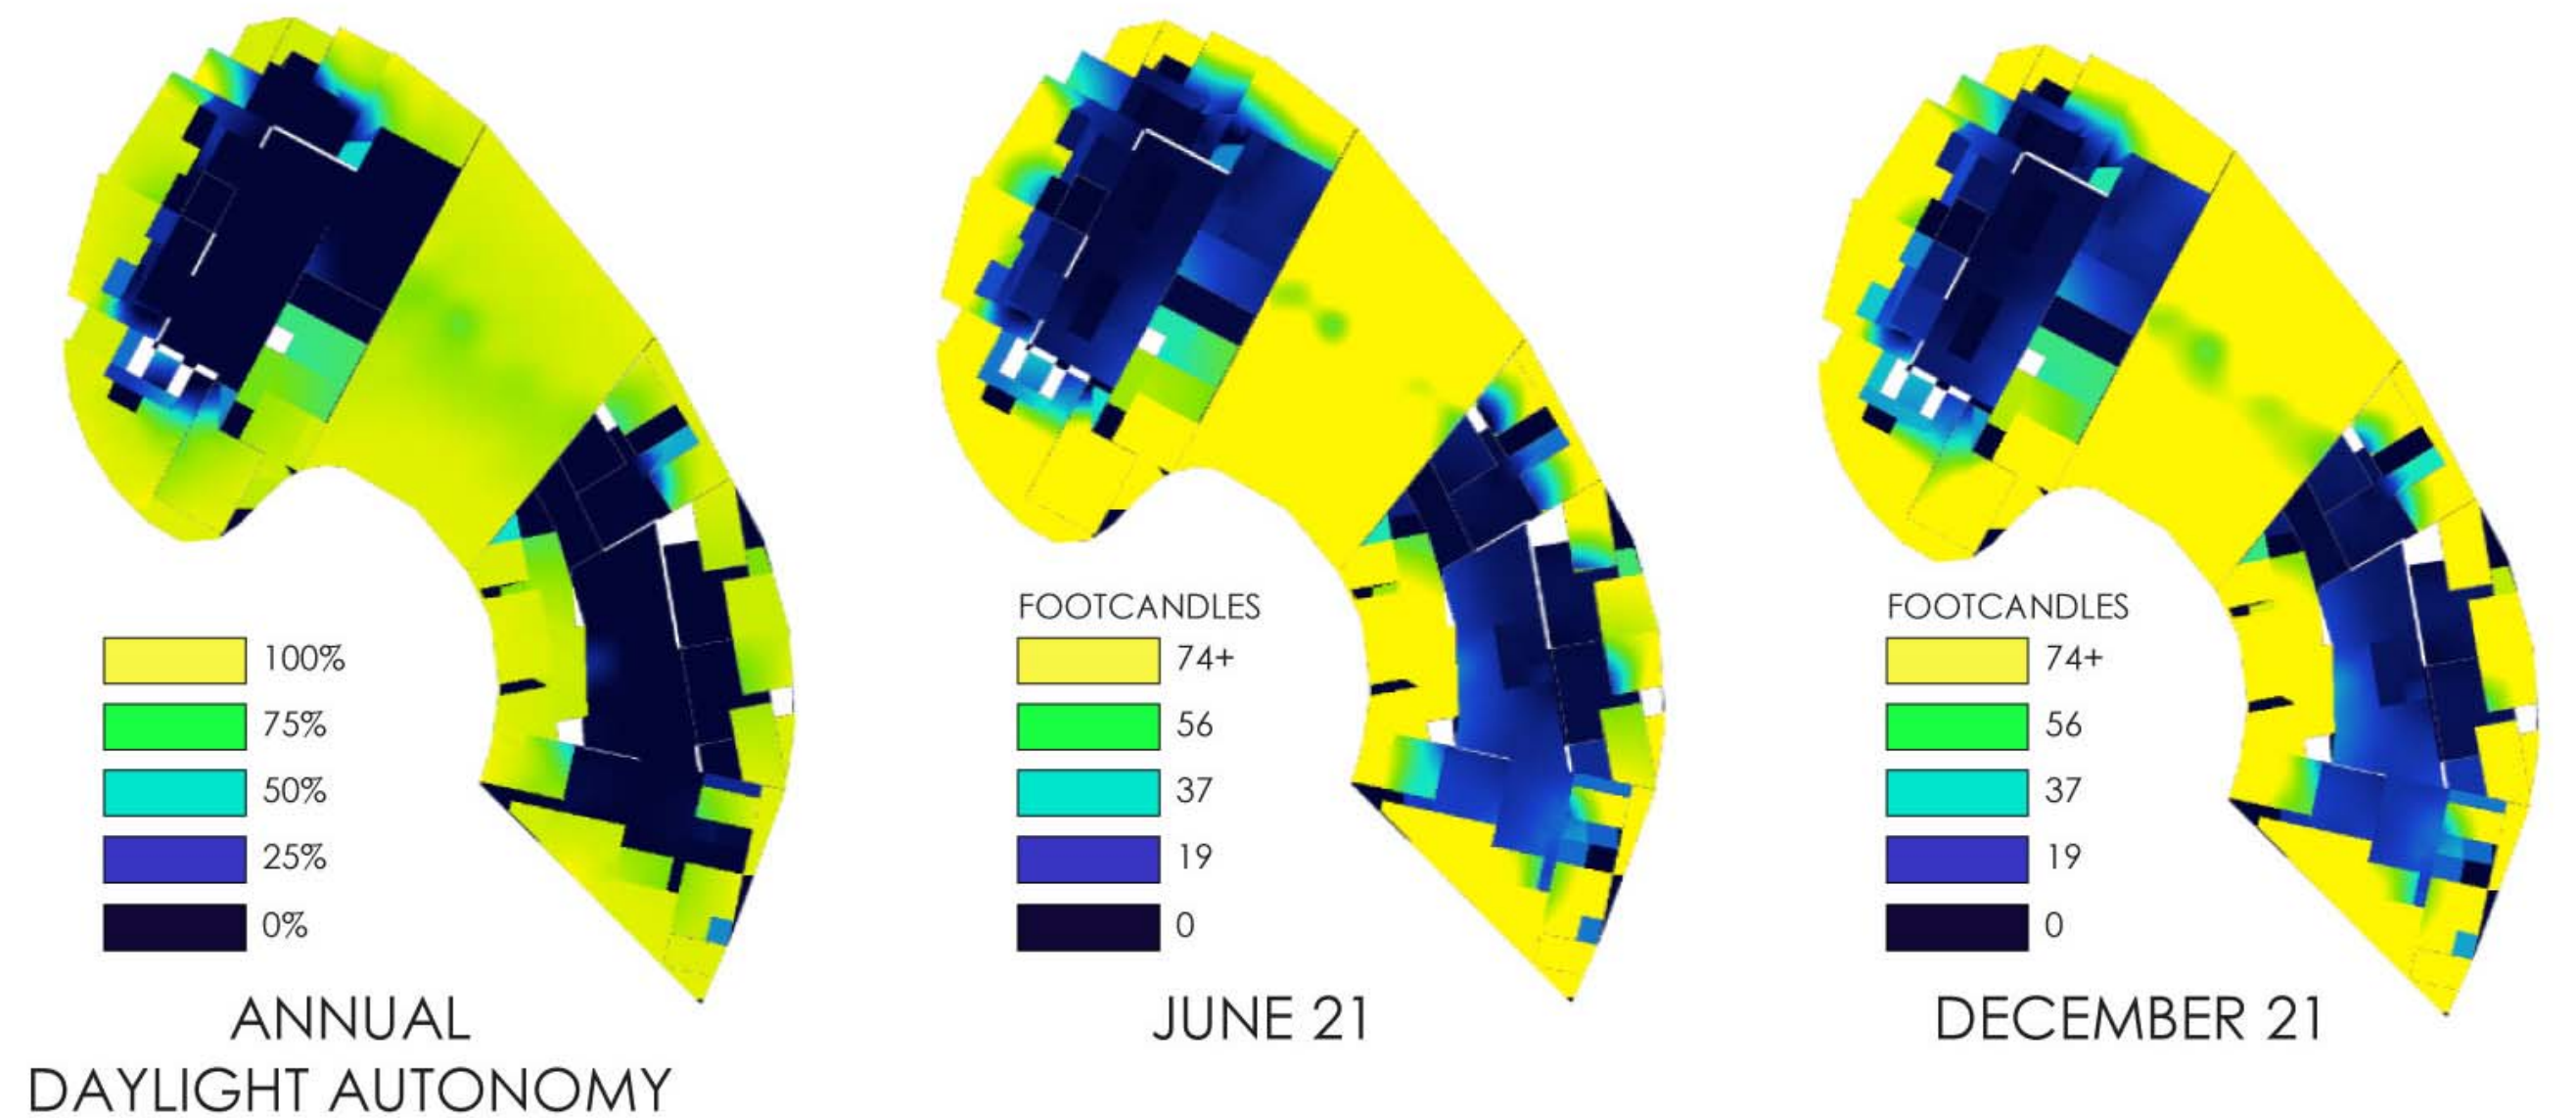 100%
75%
50%
25%
0%
ANNUAL
DAYLIGHT AUTONOMY
FOOTCANDLES
74+
56
37
19
0
JUNE 21
FOOTCANDLES
74+
56
37
19
0
DECEMBER 21